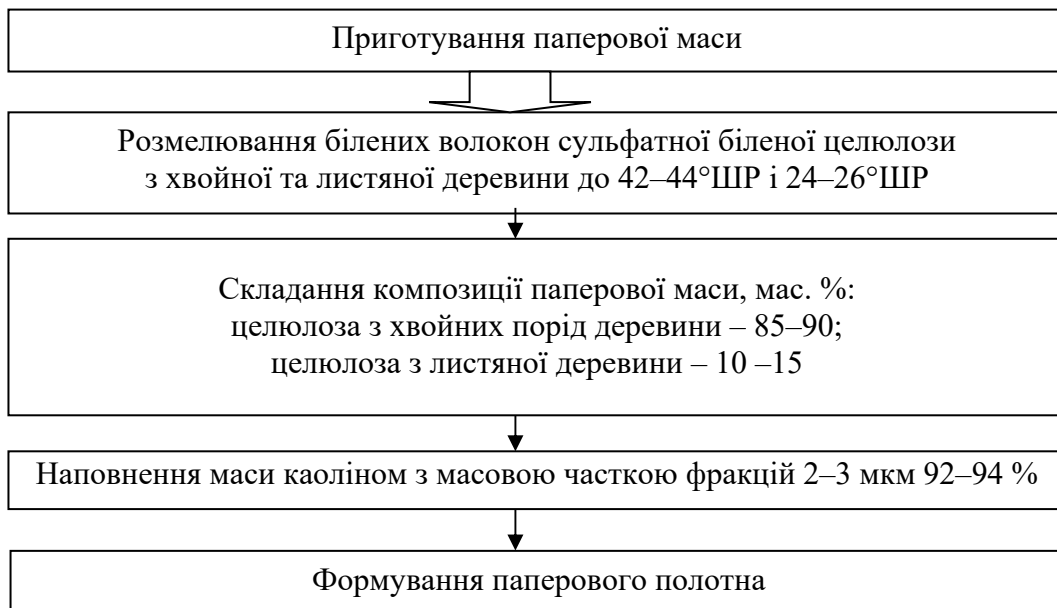 Приготування паперової маси
Розмелювання білених волокон сульфатної біленої целюлози
з хвойної та листяної деревини до 42–44°ШР і 24–26°ШР
Складання композиції паперової маси, мас. %:
целюлоза з хвойних порід деревини – 85–90;
целюлоза з листяної деревини – 10 –15
Наповнення маси каоліном з масовою часткою фракцій 2–3 мкм 92–94 %
Формування паперового полотна